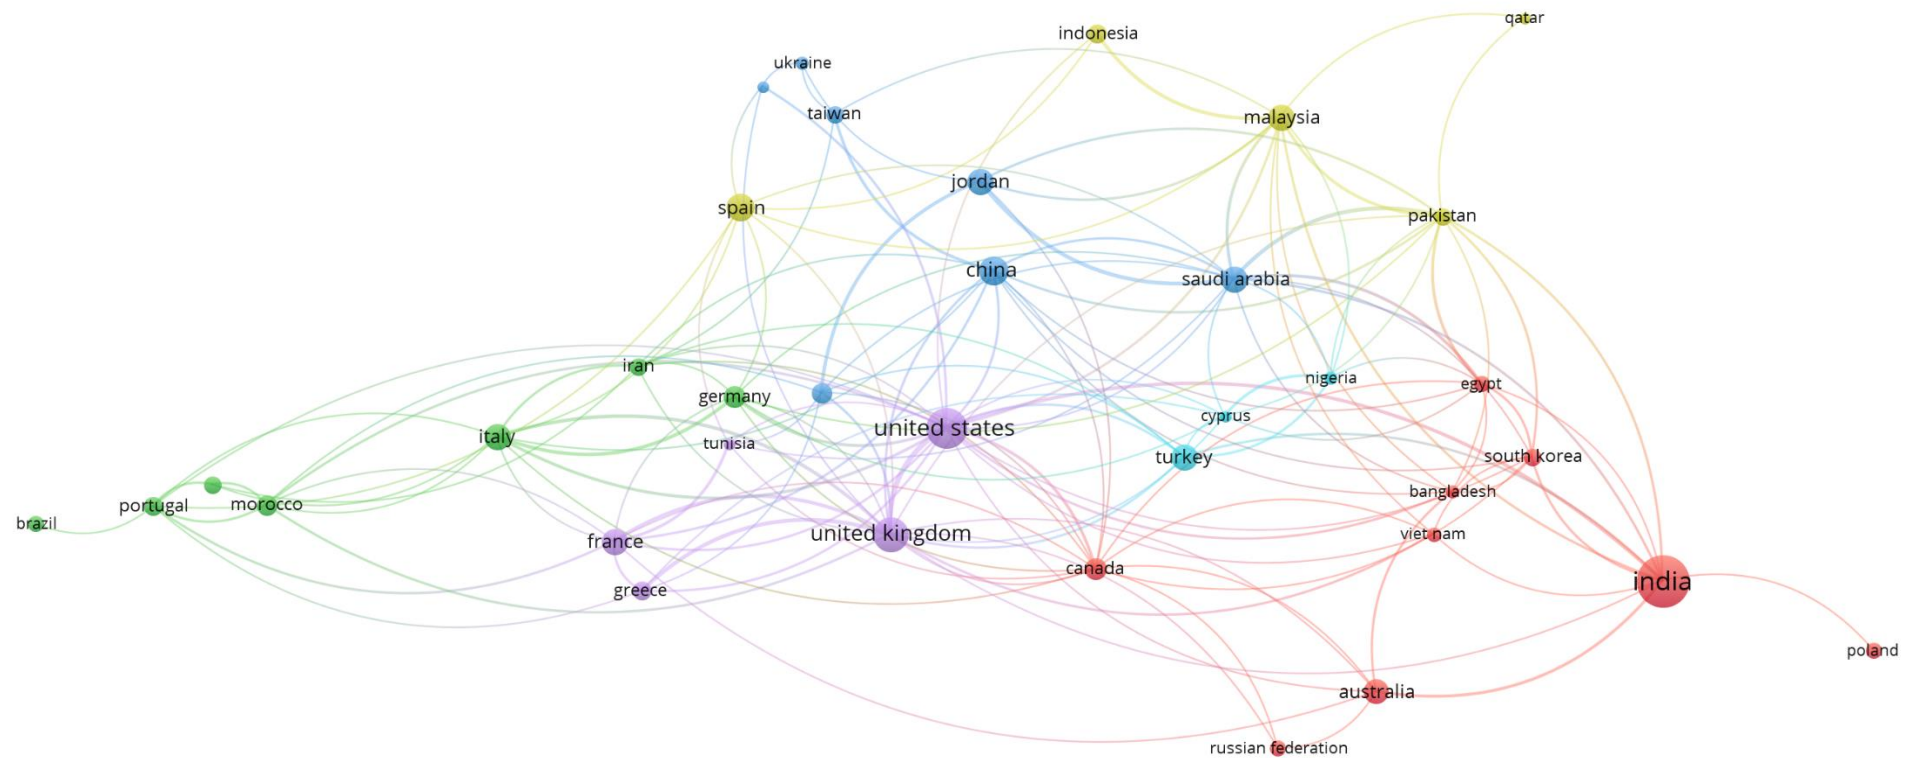 qatar
indonesia
ukraine
taiwan
malaysia
jordan
spain
pakistan
china
saudi arabia
iran
nigeria
egypt
germany
cyprus
united states
italy
tunisia
turkey
south korea
bangladesh
portugal
morocco
brazil
united kingdom
viet nam
france
canada
india
greece
poland
australia
russian federation